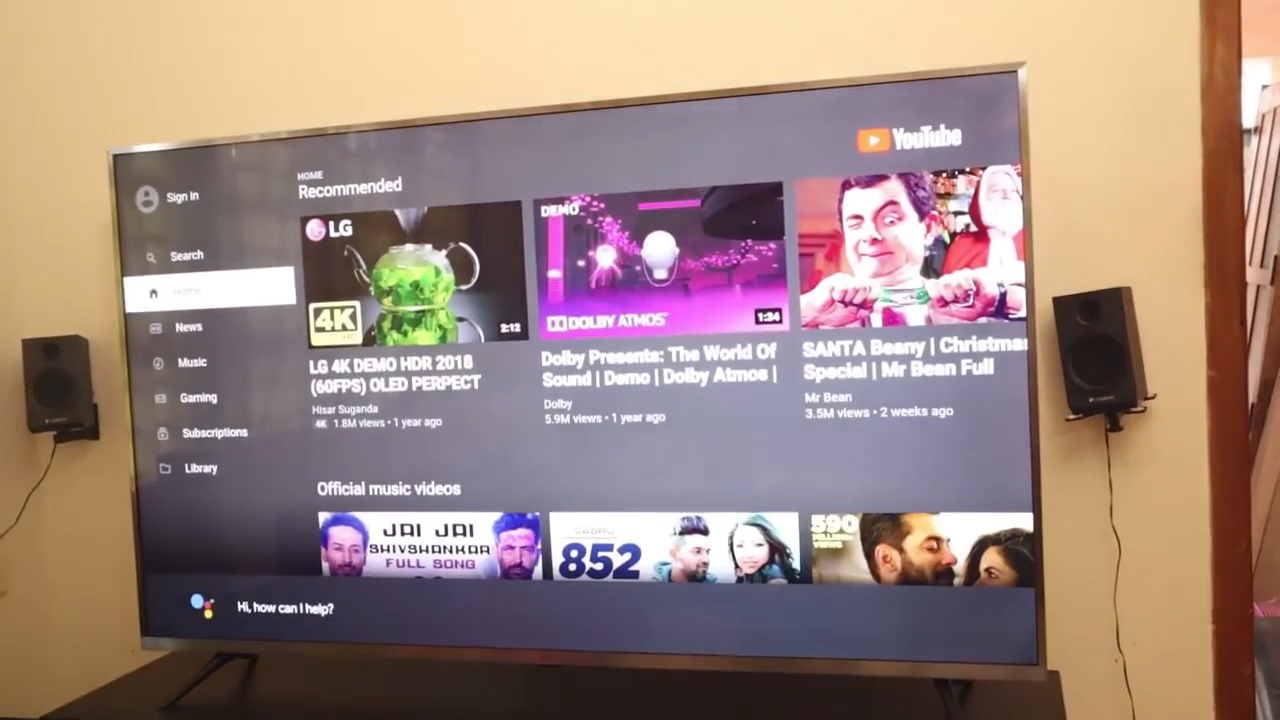 YouTube
Sign In
Search
Home
News
Music
Gaming
Subscriptions
Library
HOME
Recommended
LG
4K
2:12
LG 4K DEMO HDR 2018
(60FPS) OLED PERPECT
Hisar Suganda
4K 1.8M views • 1 year ago
DEMO
DOLBY ATMOS
1:34
Dolby Presents: The World Of
Sound | Demo | Dolby Atmos |
Dolby
5.9M views • 1 year ago
SANTA Beany | Christmas
Special | Mr Bean Full
Mr Bean
3.5M views • 2 weeks ago
Official music videos
JAI JAI
SHIVSHANKAR
FULL SONG
852
590
VIEWS
Hi, how can I help?